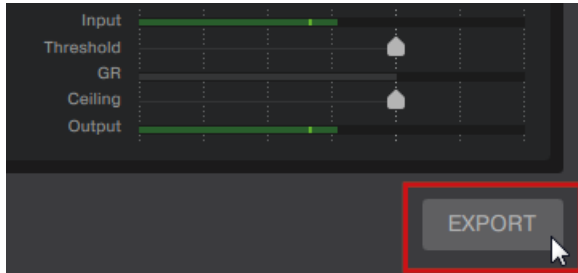 Input
Threshold
GR
Ceiling
Output
EXPORT